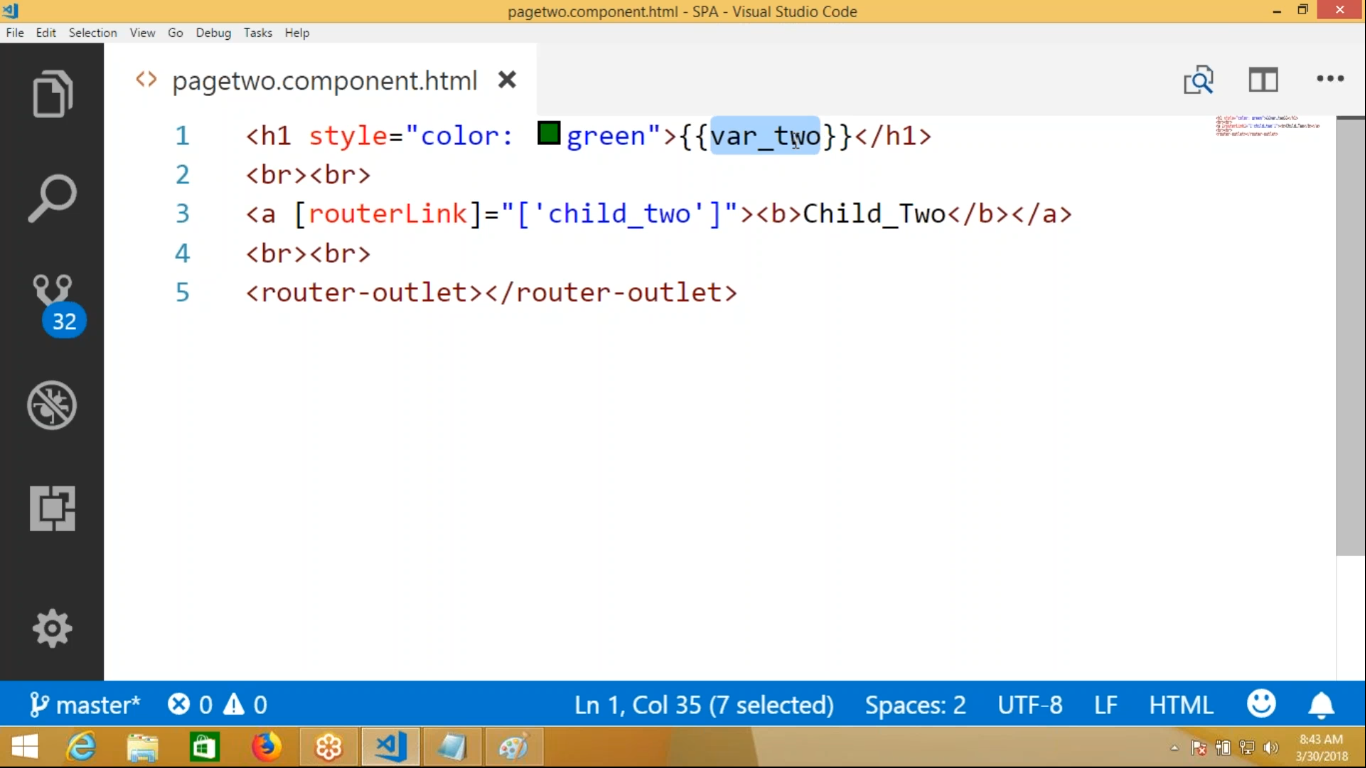 pagetwo.component.html - SPA - Visual Studio Code
File Edit Selection View Go Debug Tasks Help
<> pagetwo.component.html
1 <h1 style="color: green">{{var_two}}</h1>
2 <br><br>
3 <a [routerLink]="['child_two']"><b>Child_Two</b></a>
4 <br><br>
5 <router-outlet></router-outlet>
32
master* 0 0 Ln 1, Col 35 (7 selected) Spaces: 2 UTF-8 LF HTML
8:43 AM
3/30/2018